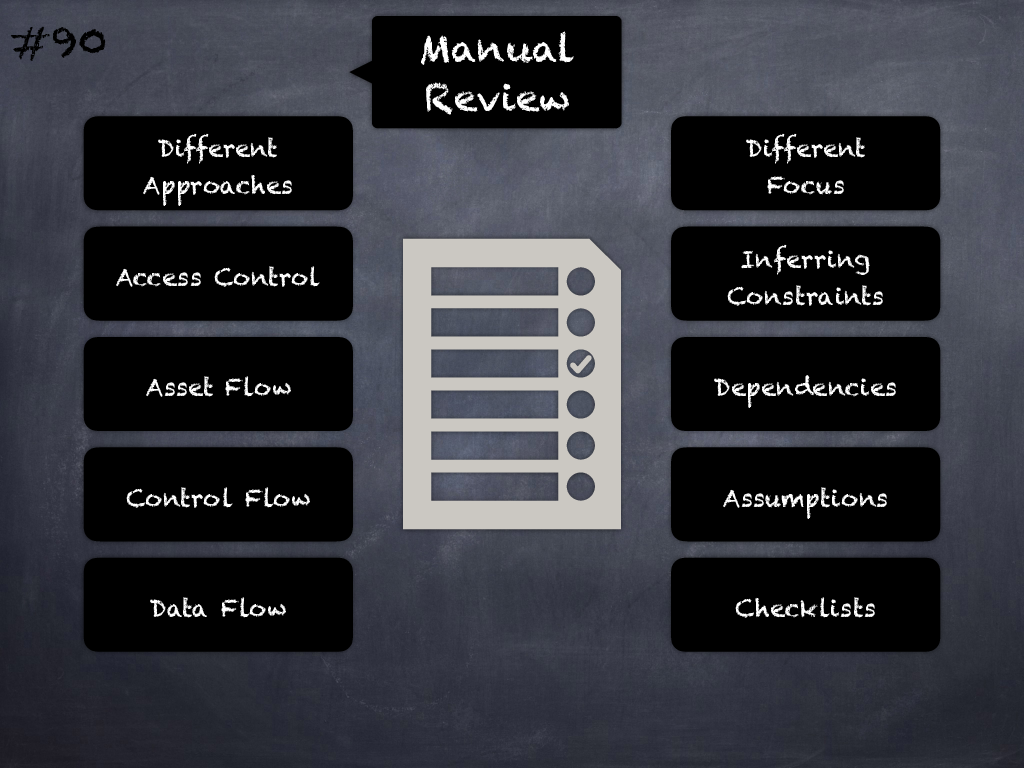 #90
Manual
Review
Different
Approaches
Access Control
Asset Flow
Control Flow
Data Flow
Different
Focus
Inferring
Constraints
Dependencies
Assumptions
Checklists